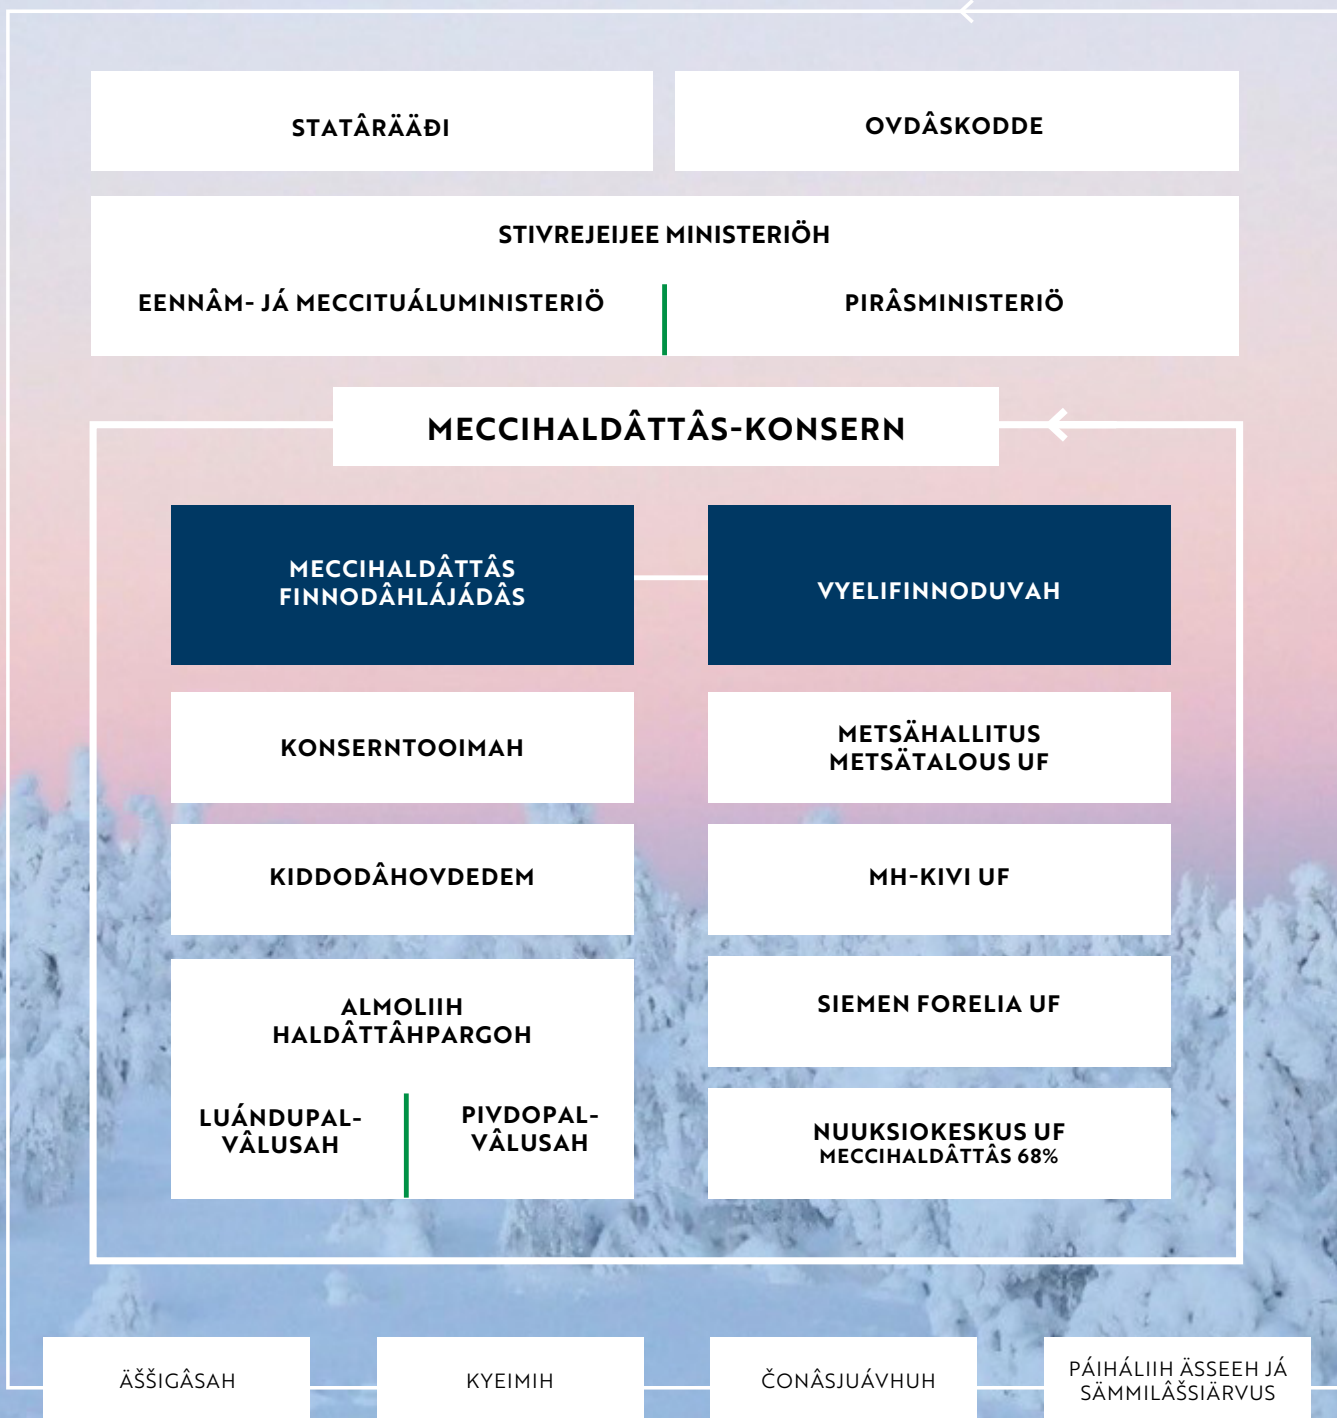 STATÂRÄÄĐI
OVDÂSKODDE
STIVREJEIJEE MINISTERIÖH
EENNÂM- JÁ MECCITUÁLUMINISTERIÖ
PIRÂSMINISTERIÖ
MECCIHALDÂTTÂS-KONSERN
MECCIHALDÂTTÂS
FINNODÂHLÁJÁDÂS
VYELIFINNODUVAH
KONSERNTOOIMAH
METSÄHALLITUS
METSÄTALOUS UF
KIDDODÂHOVDEDEM
MH-KIVI UF
ALMOLIIH
HALDÂTTÂHPARGOH
LUÁNDUPAL-
VÂLUSAH
PIVDOPAL-
VÂLUSAH
SIEMEN FORELIA UF
NUUKSIOKESKUS UF
MECCIHALDÂTTÂS 68%
ÄŠŠIGÂSAH
KYEIMIH
ČONÂSJUÁVHUH
PÁIHÁLIIH ÄSSEEH JÁ
SÄMMILÂŠSIÄRVUS